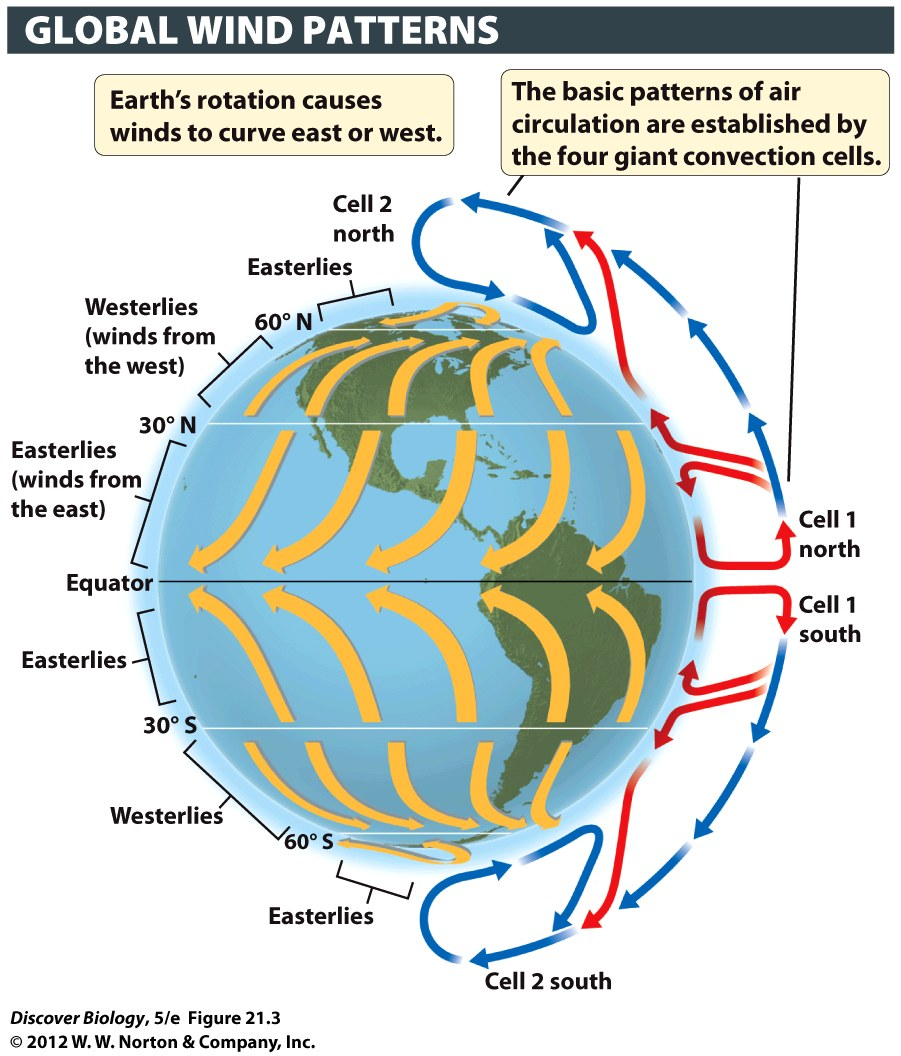 GLOBAL WIND PATTERNS
Earth's rotation causes
winds to curve east or west.
The basic patterns of air
circulation are established by
the four giant convection cells.
Cell 2
north
Easterlies
60° N
Westerlies
(winds from
the west)
30° N
Easterlies
(winds from
the east)
Cell 1
north
Equator
Cell 1
south
Easterlies
30° S
Westerlies
60° S
Easterlies
Cell 2 south
Discover Biology, 5/e Figure 21.3
© 2012 W. W. Norton & Company, Inc.